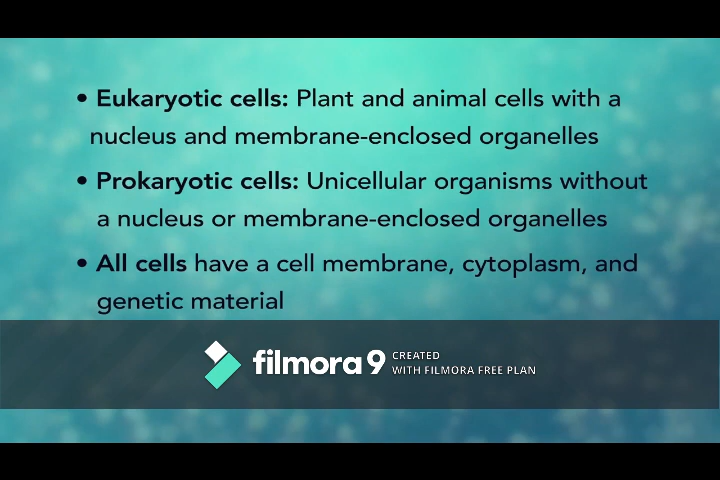 • Eukaryotic cells: Plant and animal cells with a
nucleus and membrane-enclosed organelles
• Prokaryotic cells: Unicellular organisms without
a nucleus or membrane-enclosed organelles
• All cells have a cell membrane, cytoplasm, and
genetic material
filmora 9 CREATED
WITH FILMORA FREE PLAN